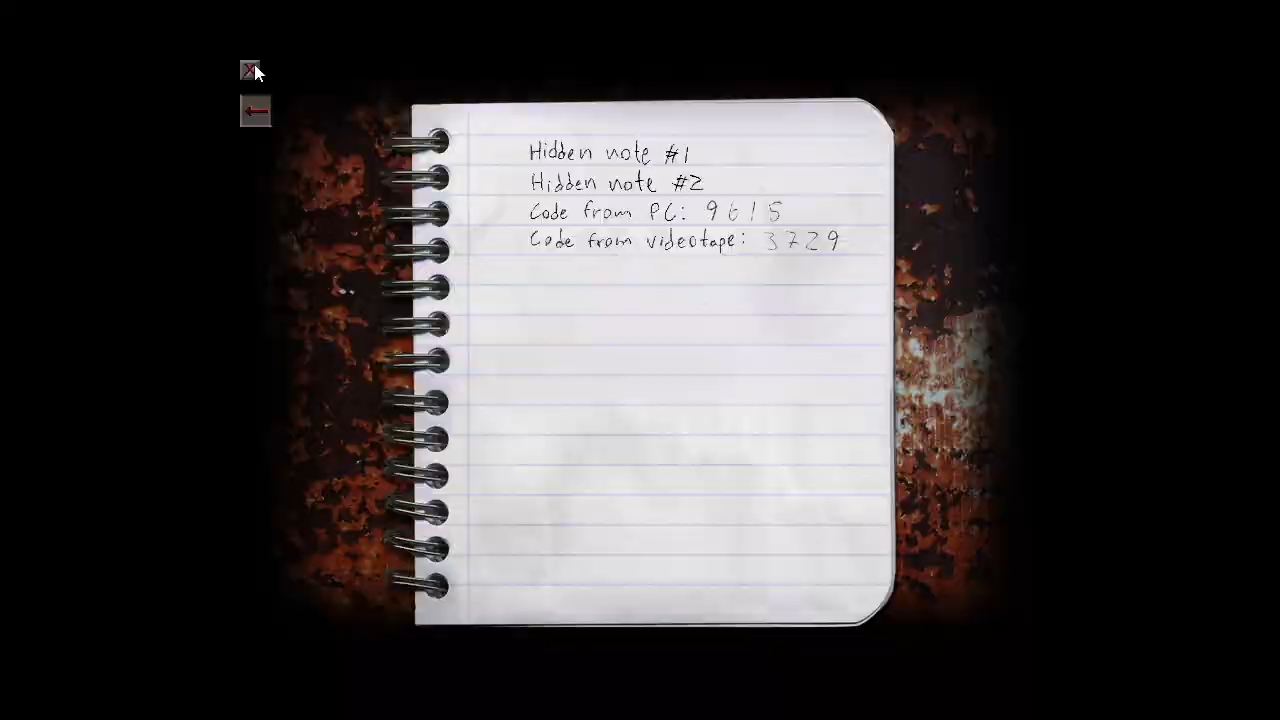 Hidden note #1
Hidden note #2
Code from PC: 9615
Code from videotape: 3729